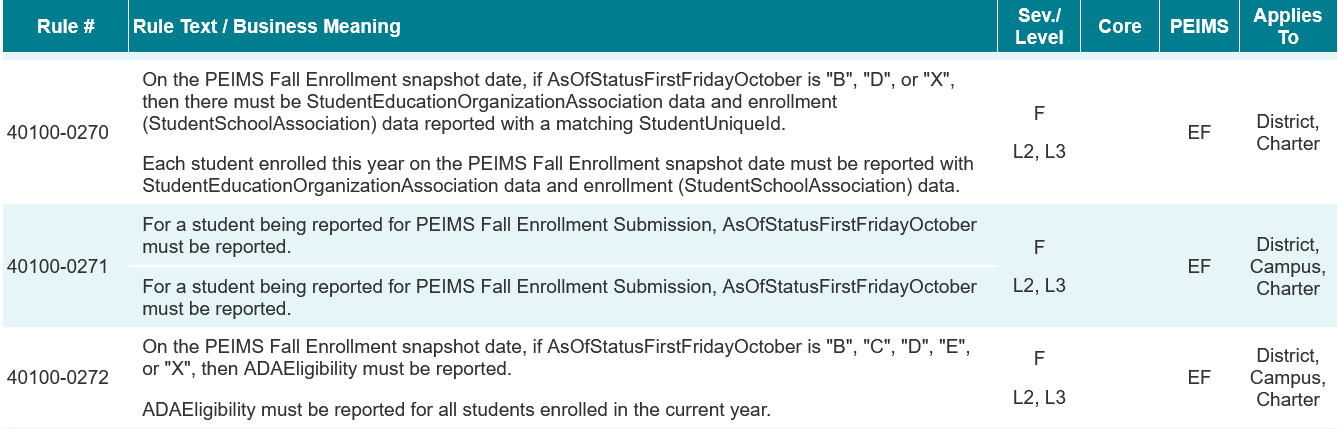 Rule #
Rule Text / Business Meaning
Sev./
Level
Core
PEIMS
Applies
To
40100-0270
On the PEIMS Fall Enrollment snapshot date, if AsOfStatusFirstFridayOctober is "B", "D", or "X",
then there must be StudentEducationOrganizationAssociation data and enrollment
(StudentSchoolAssociation) data reported with a matching StudentUniqueId.
Each student enrolled this year on the PEIMS Fall Enrollment snapshot date must be reported with
StudentEducationOrganizationAssociation data and enrollment (StudentSchoolAssociation) data.
F
L2, L3
EF
District,
Charter
40100-0271
For a student being reported for PEIMS Fall Enrollment Submission, AsOfStatusFirstFridayOctober
must be reported.
For a student being reported for PEIMS Fall Enrollment Submission, AsOfStatusFirstFridayOctober
must be reported.
F
L2, L3
EF
District,
Campus,
Charter
40100-0272
On the PEIMS Fall Enrollment snapshot date, if AsOfStatusFirstFridayOctober is "B", "C", "D", "E",
or "X", then ADAEligibility must be reported.
ADAEligibility must be reported for all students enrolled in the current year.
F
L2, L3
EF
District,
Campus,
Charter